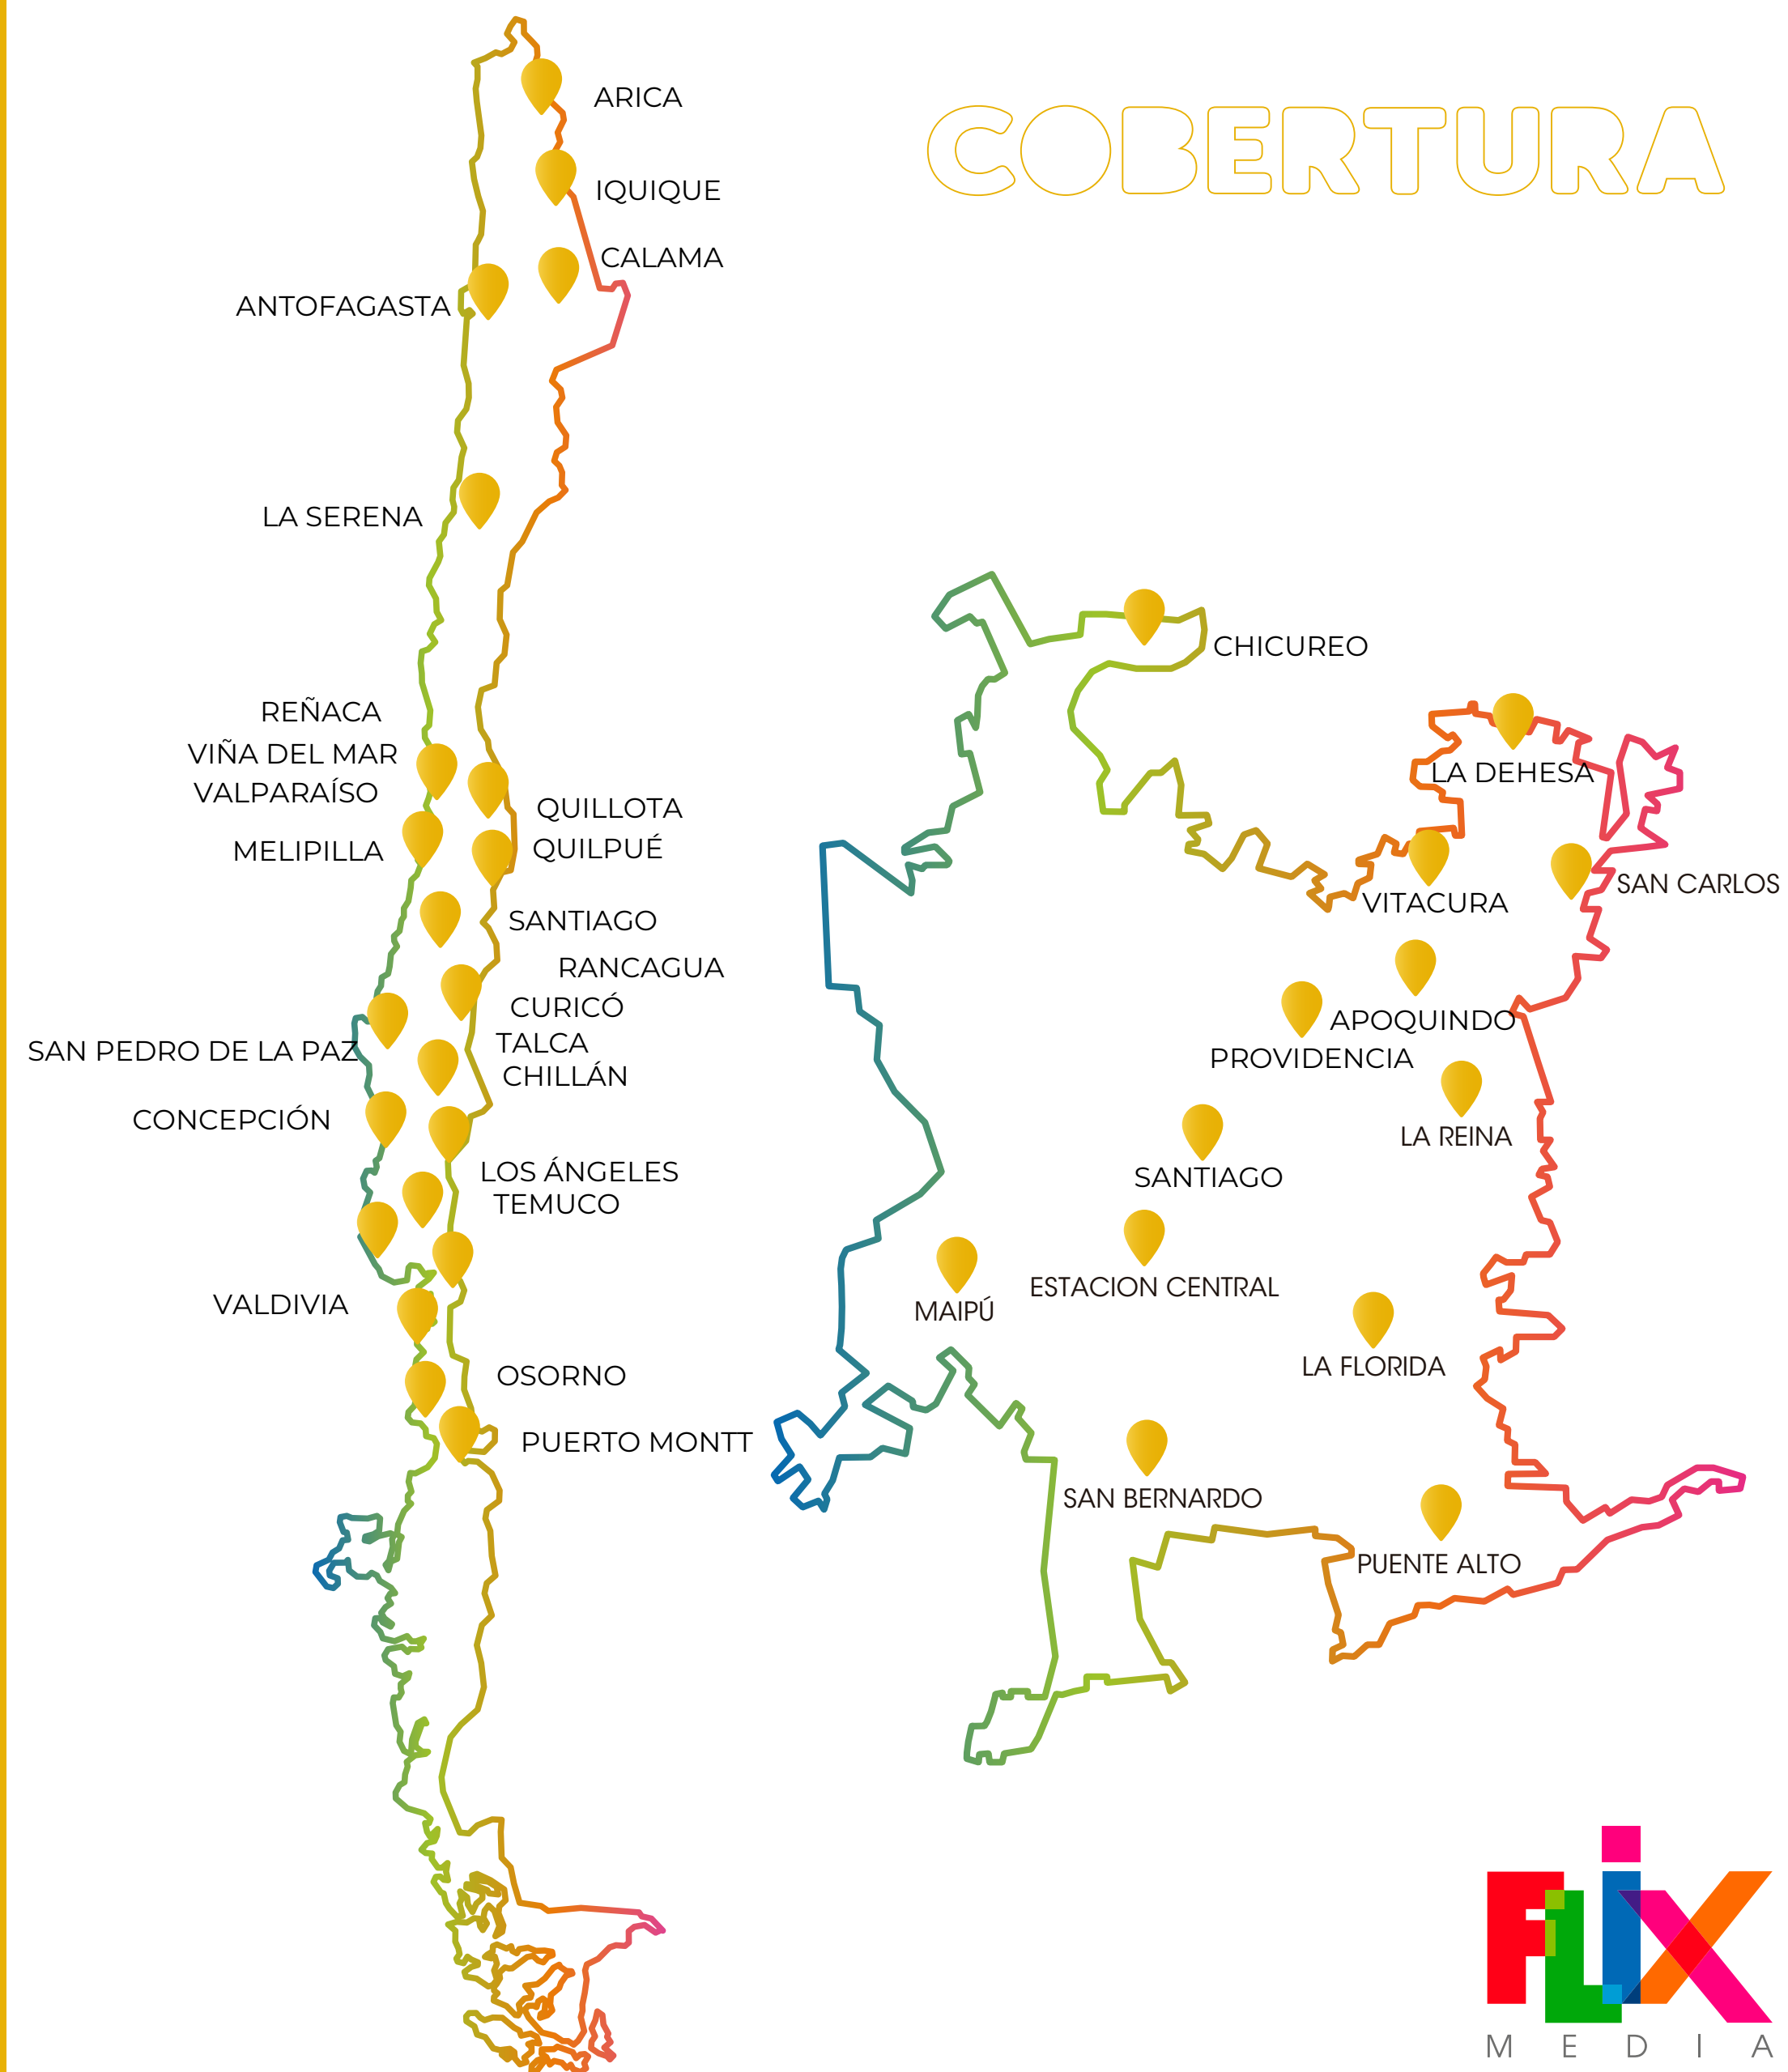 COBERTURA
ARICA
IQUIQUE
CALAMA
ANTOFAGASTA
LA SERENA
REÑACA
VIÑA DEL MAR
VALPARAÍSO
QUILLOTA
MELIPILLA
QUILPUÉ
SANTIAGO
RANCAGUA
CURICÓ
TALCA
SAN PEDRO DE LA PAZ
CHILLÁN
CONCEPCIÓN
LOS ÁNGELES
TEMUCO
VALDIVIA
OSORNO
PUERTO MONTT
CHICUREO
LA DEHESA
SAN CARLOS
VITACURA
APOQUINDO
PROVIDENCIA
LA REINA
SANTIAGO
ESTACION CENTRAL
MAIPÚ
LA FLORIDA
SAN BERNARDO
PUENTE ALTO
FLiX
MEDIA